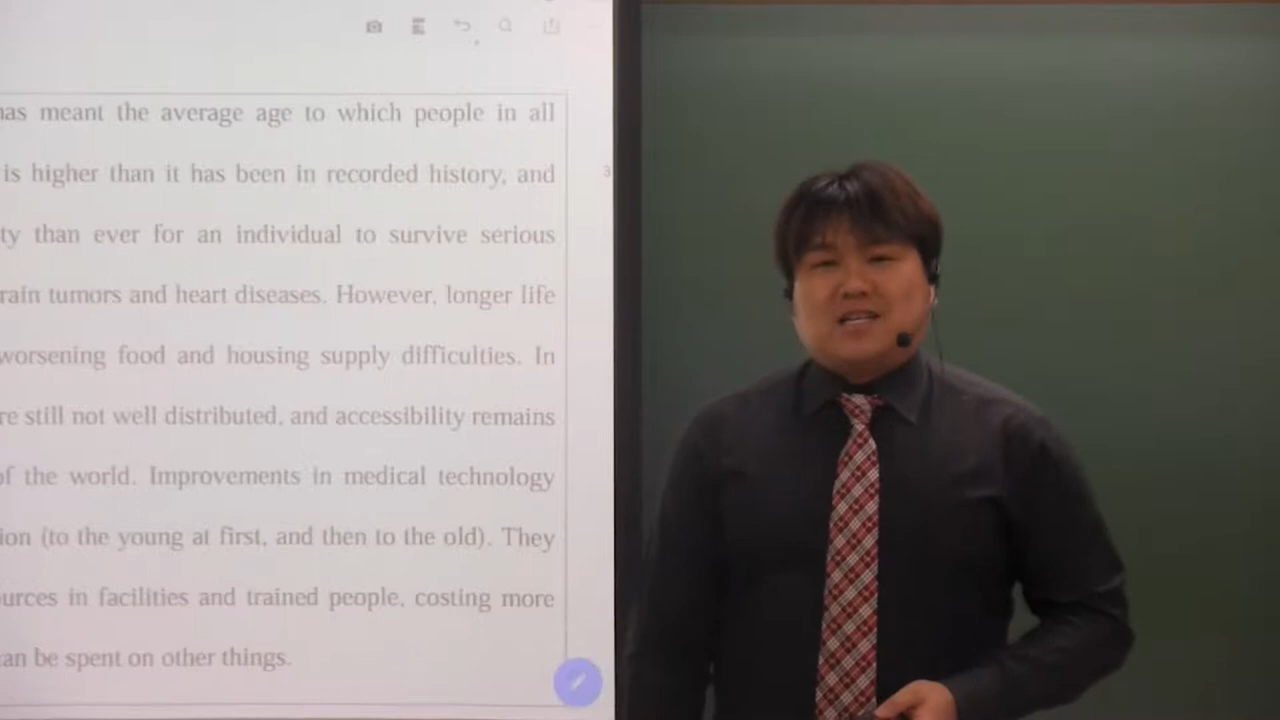 has meant the average age to which people in all
is higher than it has been in recorded history, and
ty than ever for an individual to survive serious
rain tumors and heart diseases. However, longer life
worsening food and housing supply difficulties. In
re still not well distributed, and accessibility remains
of the world. Improvements in medical technology
ion (to the young at first, and then to the old). They
urces in facilities and trained people, costing more
an be spent on other things.
3